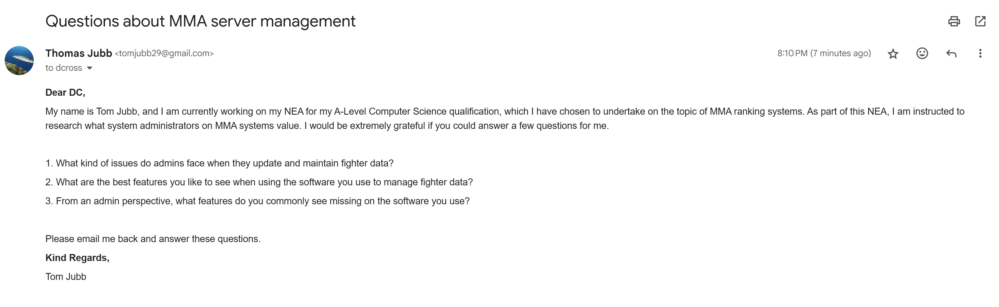 Questions about MMA server management
Thomas Jubb <tomjubb29@gmail.com>
8:10 PM (7 minutes ago)
to dcross
Dear DC,
My name is Tom Jubb, and I am currently working on my NEA for my A-Level Computer Science qualification, which I have chosen to undertake on the topic of MMA ranking systems. As part of this NEA, I am instructed to
research what system administrators on MMA systems value. I would be extremely grateful if you could answer a few questions for me.
1. What kind of issues do admins face when they update and maintain fighter data?
2. What are the best features you like to see when using the software you use to manage fighter data?
3. From an admin perspective, what features do you commonly see missing on the software you use?
Please email me back and answer these questions.
Kind Regards,
Tom Jubb